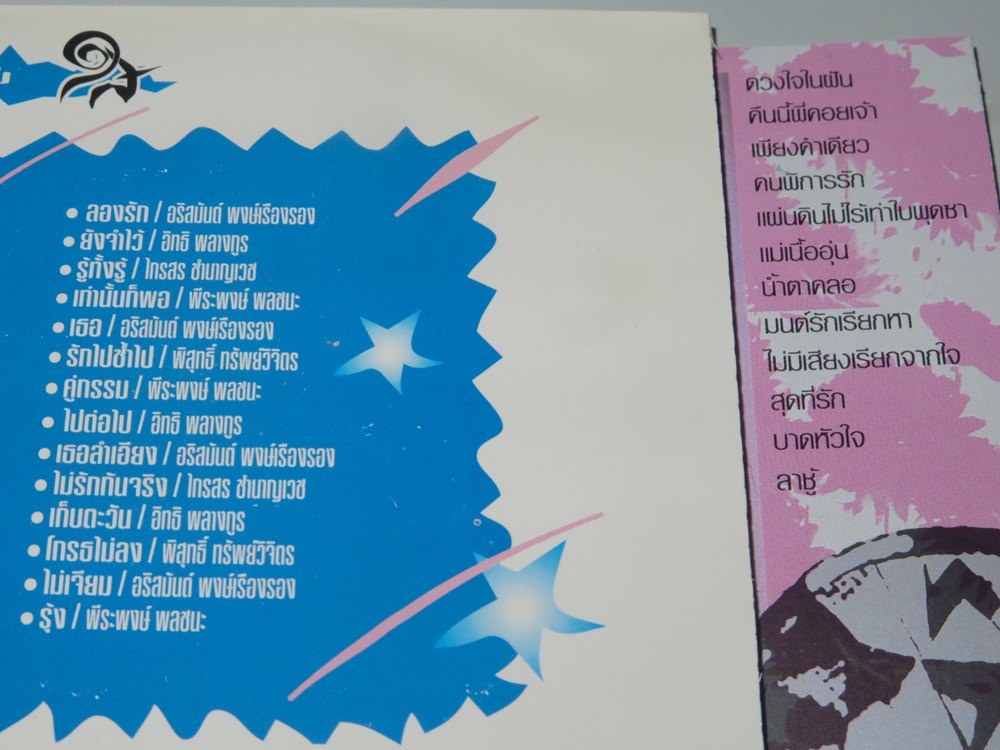 • ลองรัก / อริสมันต์ พงษ์เรืองรอง
• ยังจำไว้ / อิทธิ พลางกูร
• รู้ทั้งรู้ / ไกรสร ชำนาญเวช
• เท่านั้นก็พอ / พีระพงษ์ พลชนะ
• เธอ / อริสมันต์ พงษ์เรืองรอง
• รักไปช้ำไป / พิสุทธิ์ ทรัพย์วิจิตร
• คู่กรรม / พีระพงษ์ พลชนะ
• ไปต่อไป / อิทธิ พลางกูร
• เธอลำเอียง / อริสมันต์ พงษ์เรืองรอง
• ไม่รักกันจริง / ไกรสร ชำนาญเวช
• เก็บตะวัน / อิทธิ พลางกูร
• โกรธไม่ลง / พิสุทธิ์ ทรัพย์วิจิตร
• ไม่เจียม / อริสมันต์ พงษ์เรืองรอง
• รุ้ง / พีระพงษ์ พลชนะ
ดวงใจในฝัน
คืนนี้พี่คอยเจ้า
เพียงคำเดียว
คนพิการรัก
แผ่นดินไม่ไร้เท่าใบพุดซา
แม่เนื้ออุ่น
น้ำตาคลอ
มนต์รักเรียกหา
ไม่มีเสียงเรียกจากใจ
สุดที่รัก
บาดหัวใจ
ลาชู้